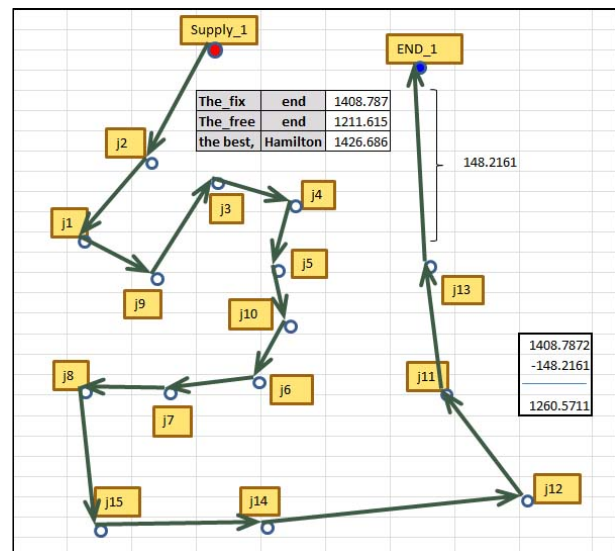 Supply_1
END_1
The_fix end 1408.787
The_free end 1211.615
the best, Hamilton 1426.686
j2
148.2161
j3
j4
j1
j5
j9
j13
j10
1408.7872
-148.2161
1260.5711
j8
j11
j6
j7
j12
j15
j14